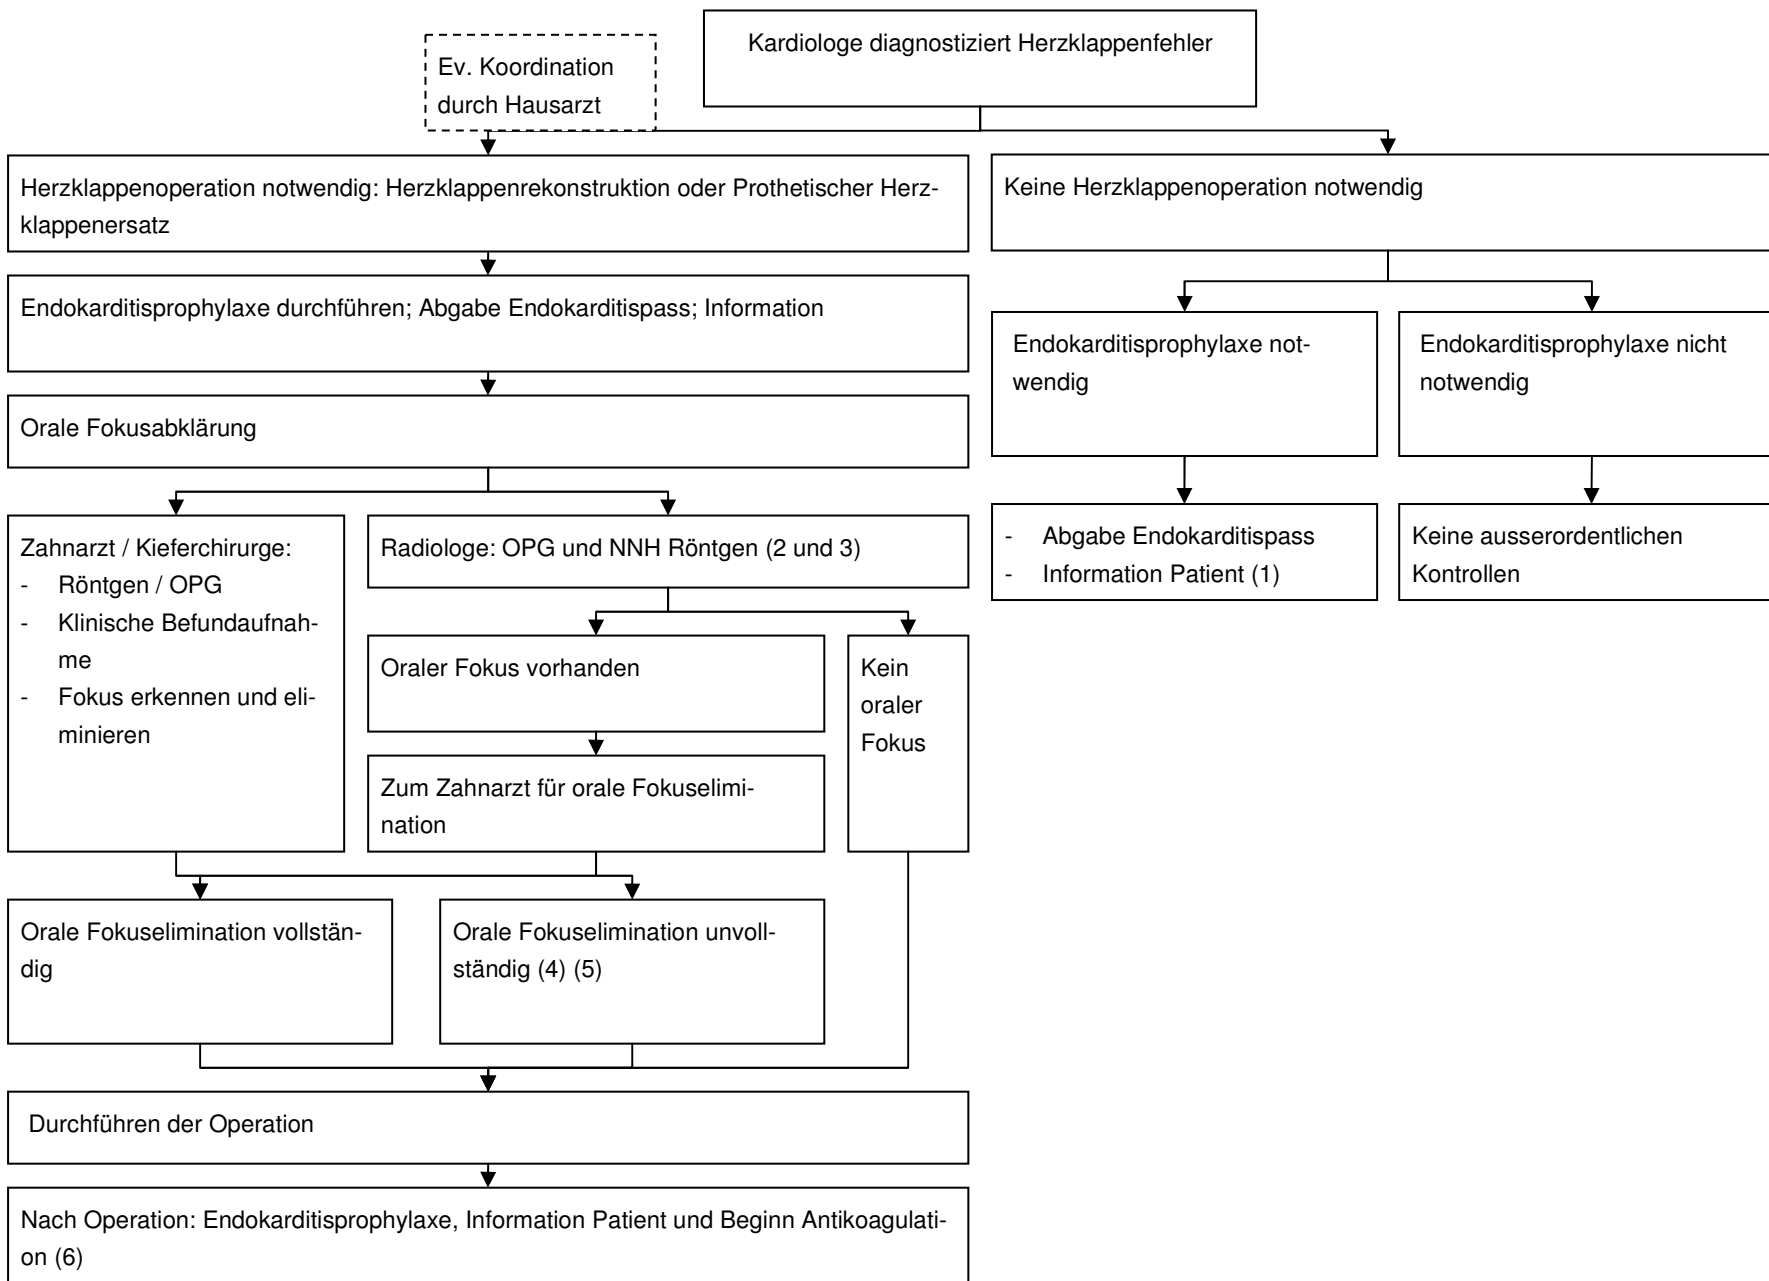 Kardiologe diagnostiziert Herzklappenfehler
Ev. Koordination
durch Hausarzt
Herzklappenoperation notwendig: Herzklappenrekonstruktion oder Prothetischer Herz-
klappenersatz
Keine Herzklappenoperation notwendig
Endokarditisprophylaxe durchführen; Abgabe Endokarditispass; Information
Endokarditisprophylaxe not-
wendig
Endokarditisprophylaxe nicht
notwendig
Orale Fokusabklärung
- Abgabe Endokarditispass
- Information Patient (1)
Keine ausserordentlichen
Kontrollen
Zahnarzt / Kieferchirurge:
- Röntgen / OPG
- Klinische Befundaufnah-
me
- Fokus erkennen und eli-
minieren
Radiologe: OPG und NNH Röntgen (2 und 3)
Oraler Fokus vorhanden
Kein
oraler
Fokus
Zum Zahnarzt für orale Fokuselimi-
nation
Orale Fokuselimination vollstän-
dig
Orale Fokuselimination unvoll-
ständig (4) (5)
Durchführen der Operation
Nach Operation: Endokarditisprophylaxe, Information Patient und Beginn Antikoagulati-
on (6)